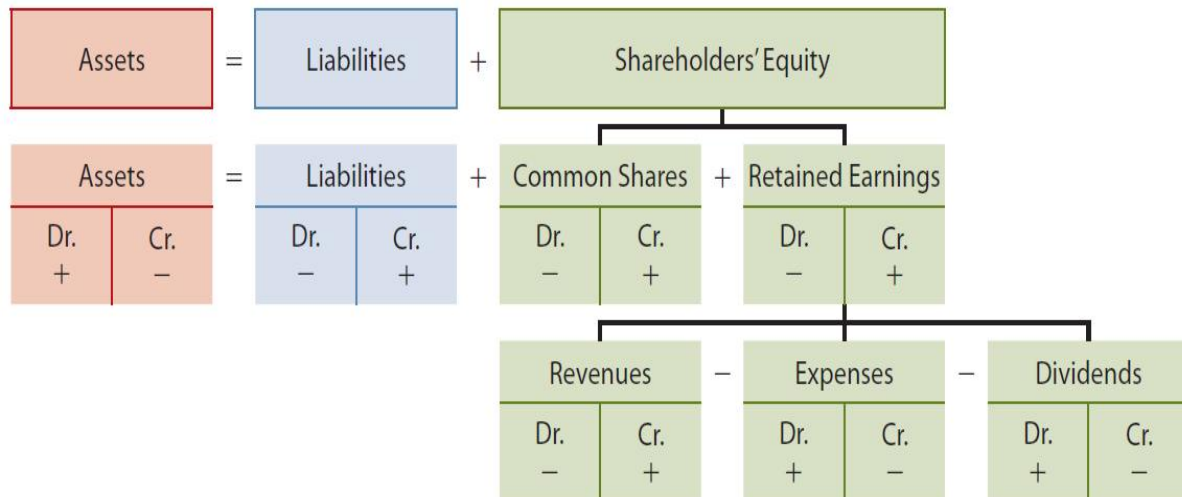 Assets = Liabilities + Shareholders' Equity
Assets = Liabilities + Common Shares + Retained Earnings
Dr. Cr. Dr. Cr. Dr. Cr. Dr. Cr.
+ − − + − + − +
Revenues − Expenses − Dividends
Dr. Cr. Dr. Cr. Dr. Cr.
− + + − + −